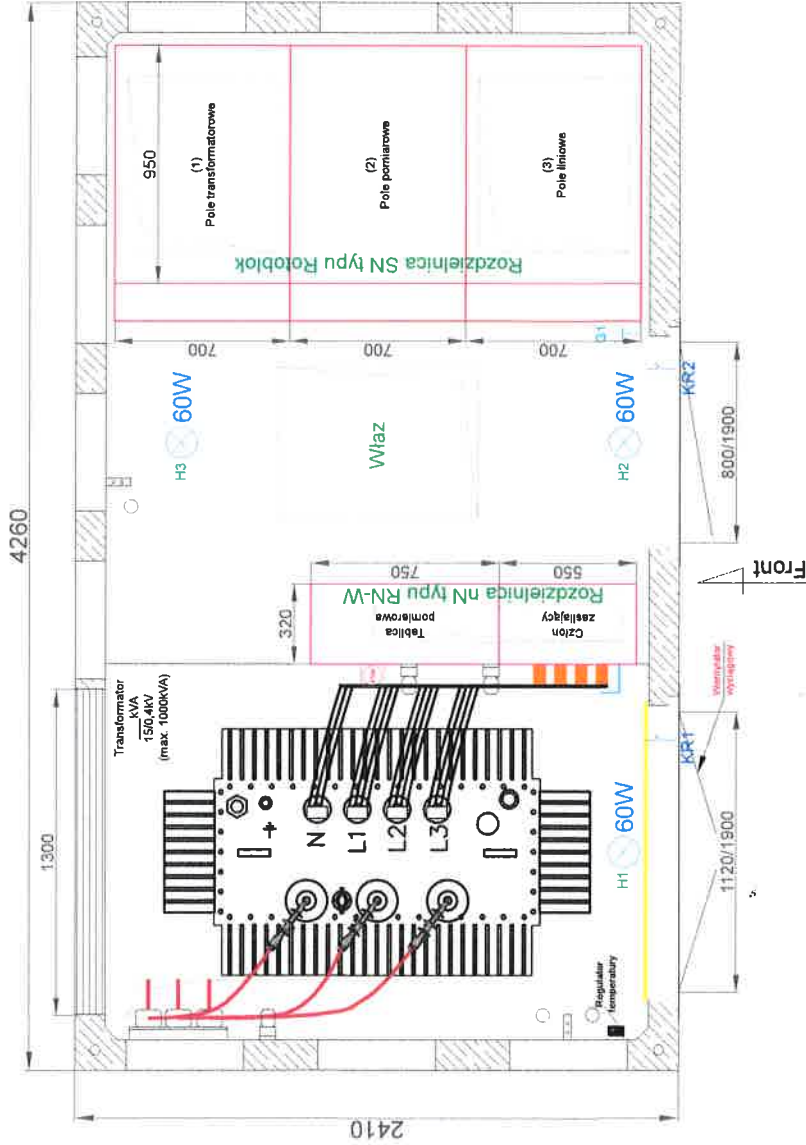 4260
950
(1)
Pole transformatorowe
(2)
Pole pomiarowe
(3)
Pole liniowe
Rozdzielnica SN typu Rotoblok
700
700
700
G1
H3
60W
Właz
H2
60W
KR2
800/1900
Front
750
550
320
Rozdzielnica nN typu RN-W
Tablica
pomiarowa
Człon
zasilający
Transformator
kVA
15/0,4kV
(max. 1000kVA)
1300
N
L1
L2
L3
H1
60W
KR1
Wentylator
wyciągowy
1120/1900
Regulator
temperatury
2410